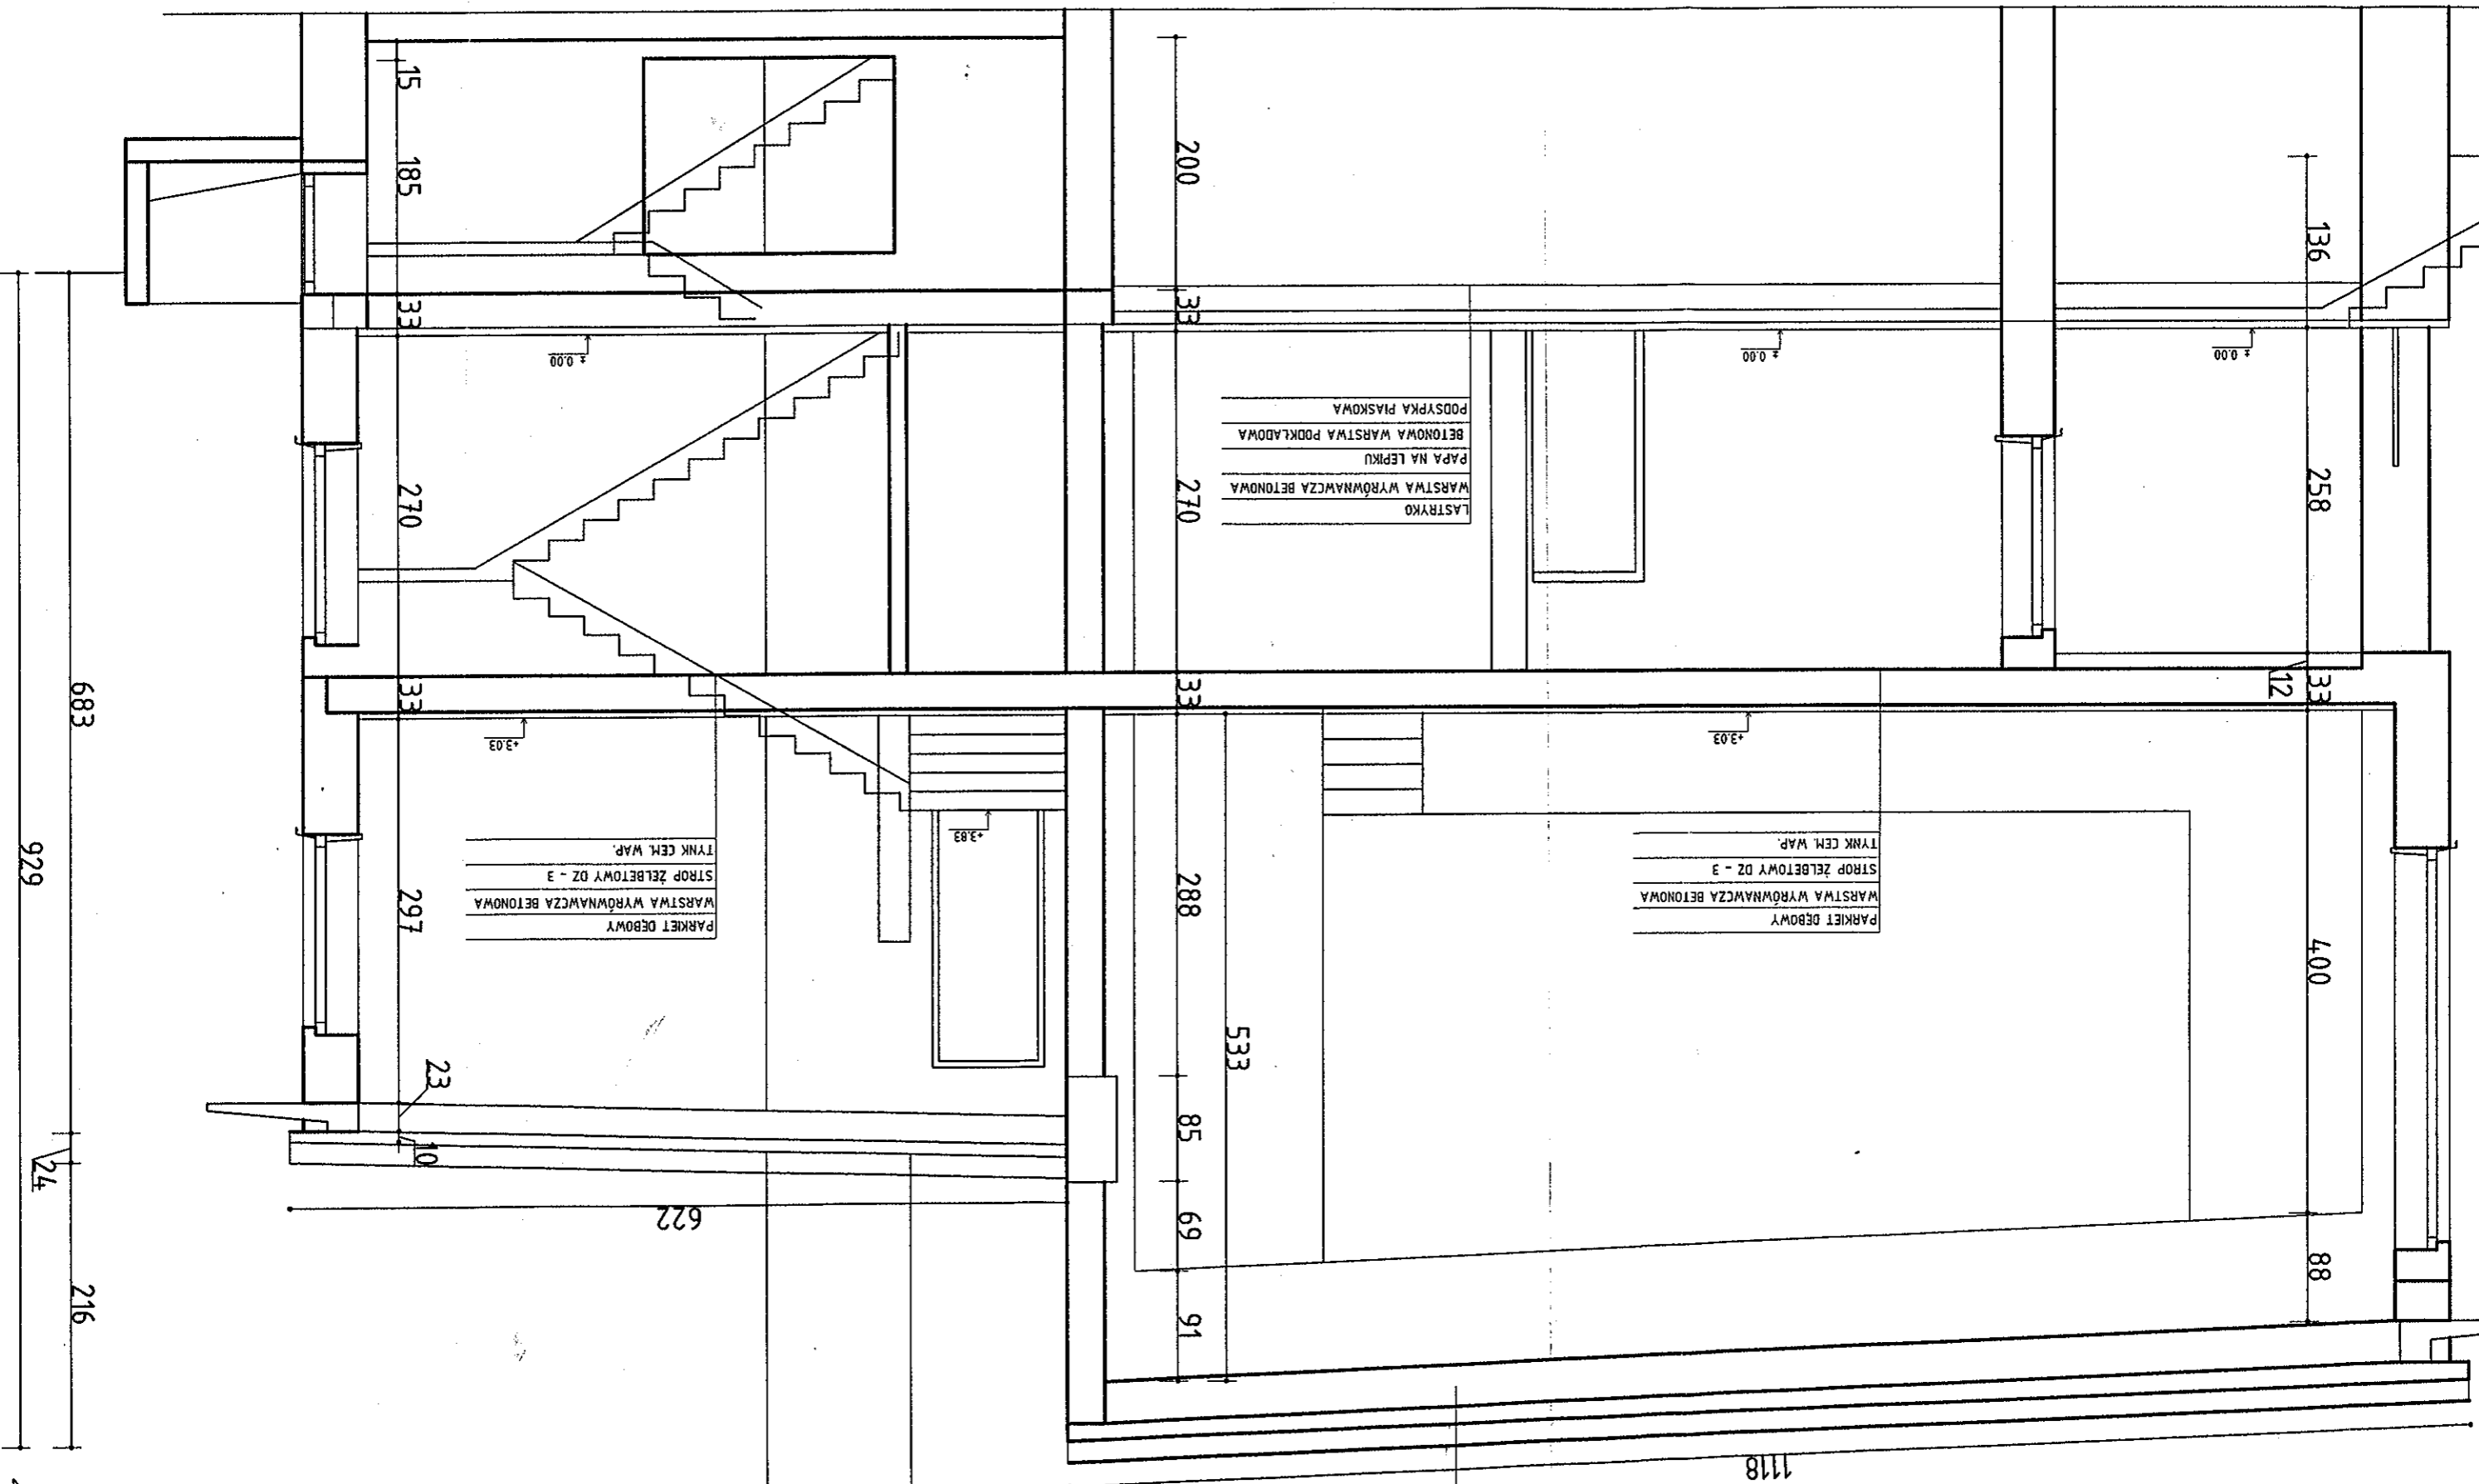 1118
91
216
88
69
622
24
10
85
23
533
400
PARKIET DĘBOWY
WARSTWA WYRÓWNAWCZA BETONOWA
STROP ŻELBETOWY DZ - 3
TYNK CEM. WAP.
288
PARKIET DĘBOWY
WARSTWA WYRÓWNAWCZA BETONOWA
STROP ŻELBETOWY DZ - 3
TYNK CEM. WAP.
297
929
+3.83
+3.03
+3.03
33
12
33
33
683
LASTRYKO
WARSTWA WYRÓWNAWCZA BETONOWA
PAPA NA LEPIKU
BETONOWA WARSTWA PODKŁADOWA
PODSYPKA PIASKOWA
258
270
270
± 0.00
± 0.00
± 0.00
33
33
136
200
185
15